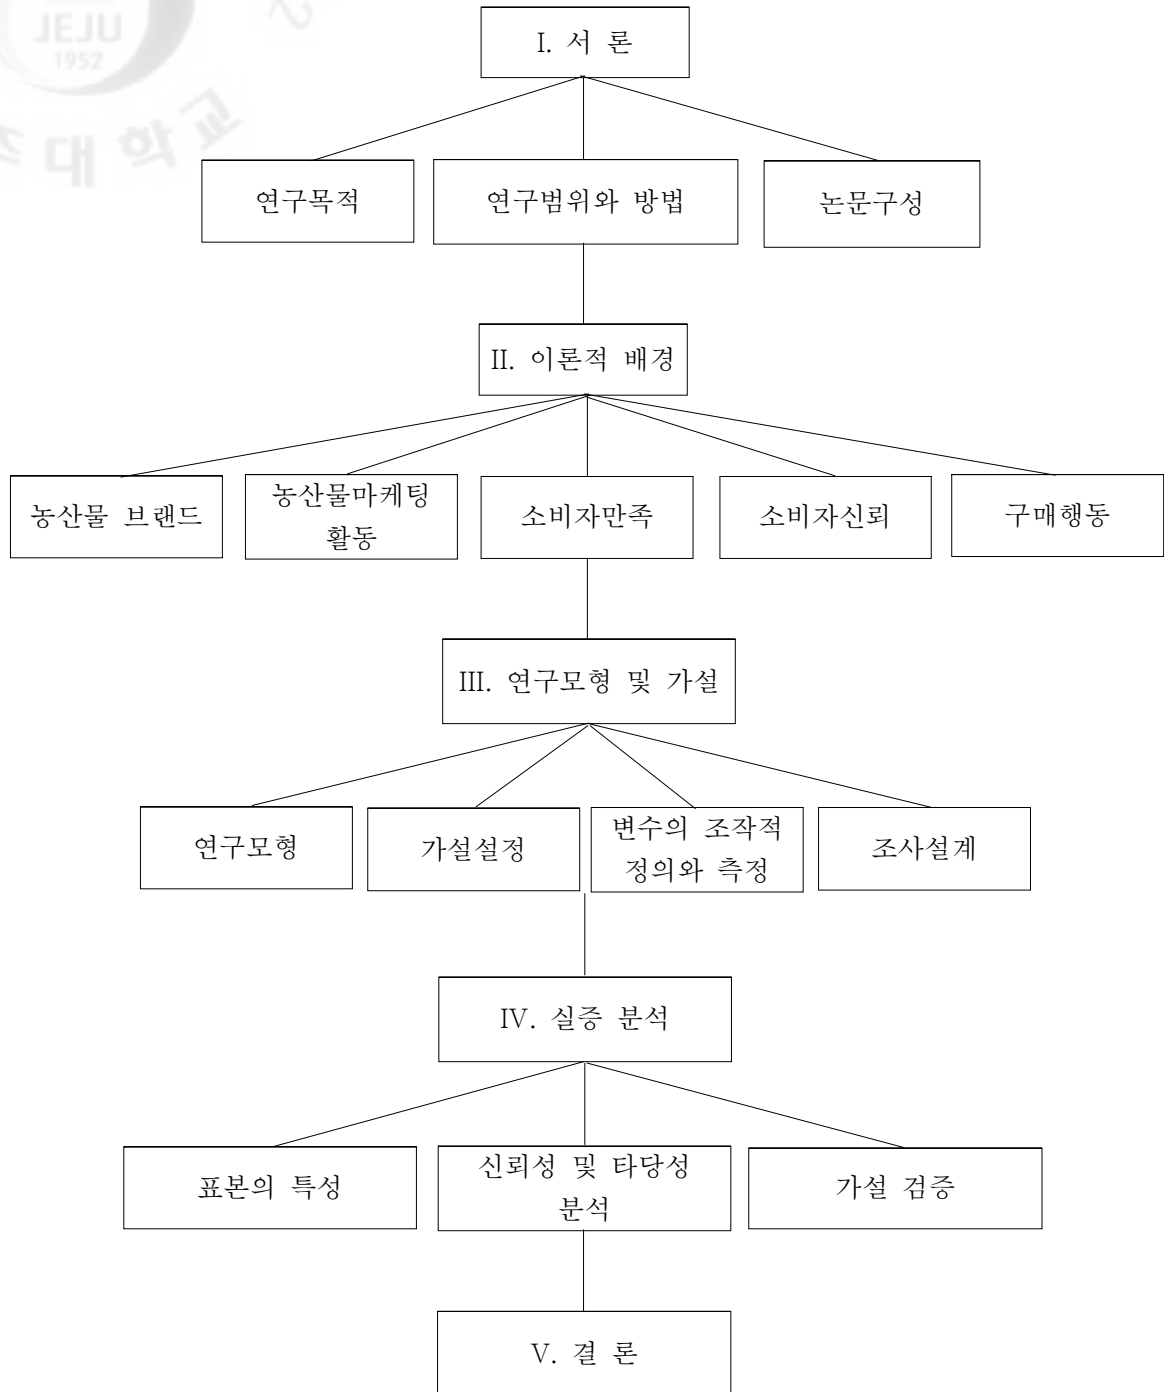 JEJU
1952
대학교
I. 서 론
연구목적
연구범위와 방법
논문구성
II. 이론적 배경
농산물 브랜드
농산물마케팅
활동
소비자만족
소비자신뢰
구매행동
III. 연구모형 및 가설
연구모형
가설설정
변수의 조작적
정의와 측정
조사설계
IV. 실증 분석
표본의 특성
신뢰성 및 타당성
분석
가설 검증
V. 결 론